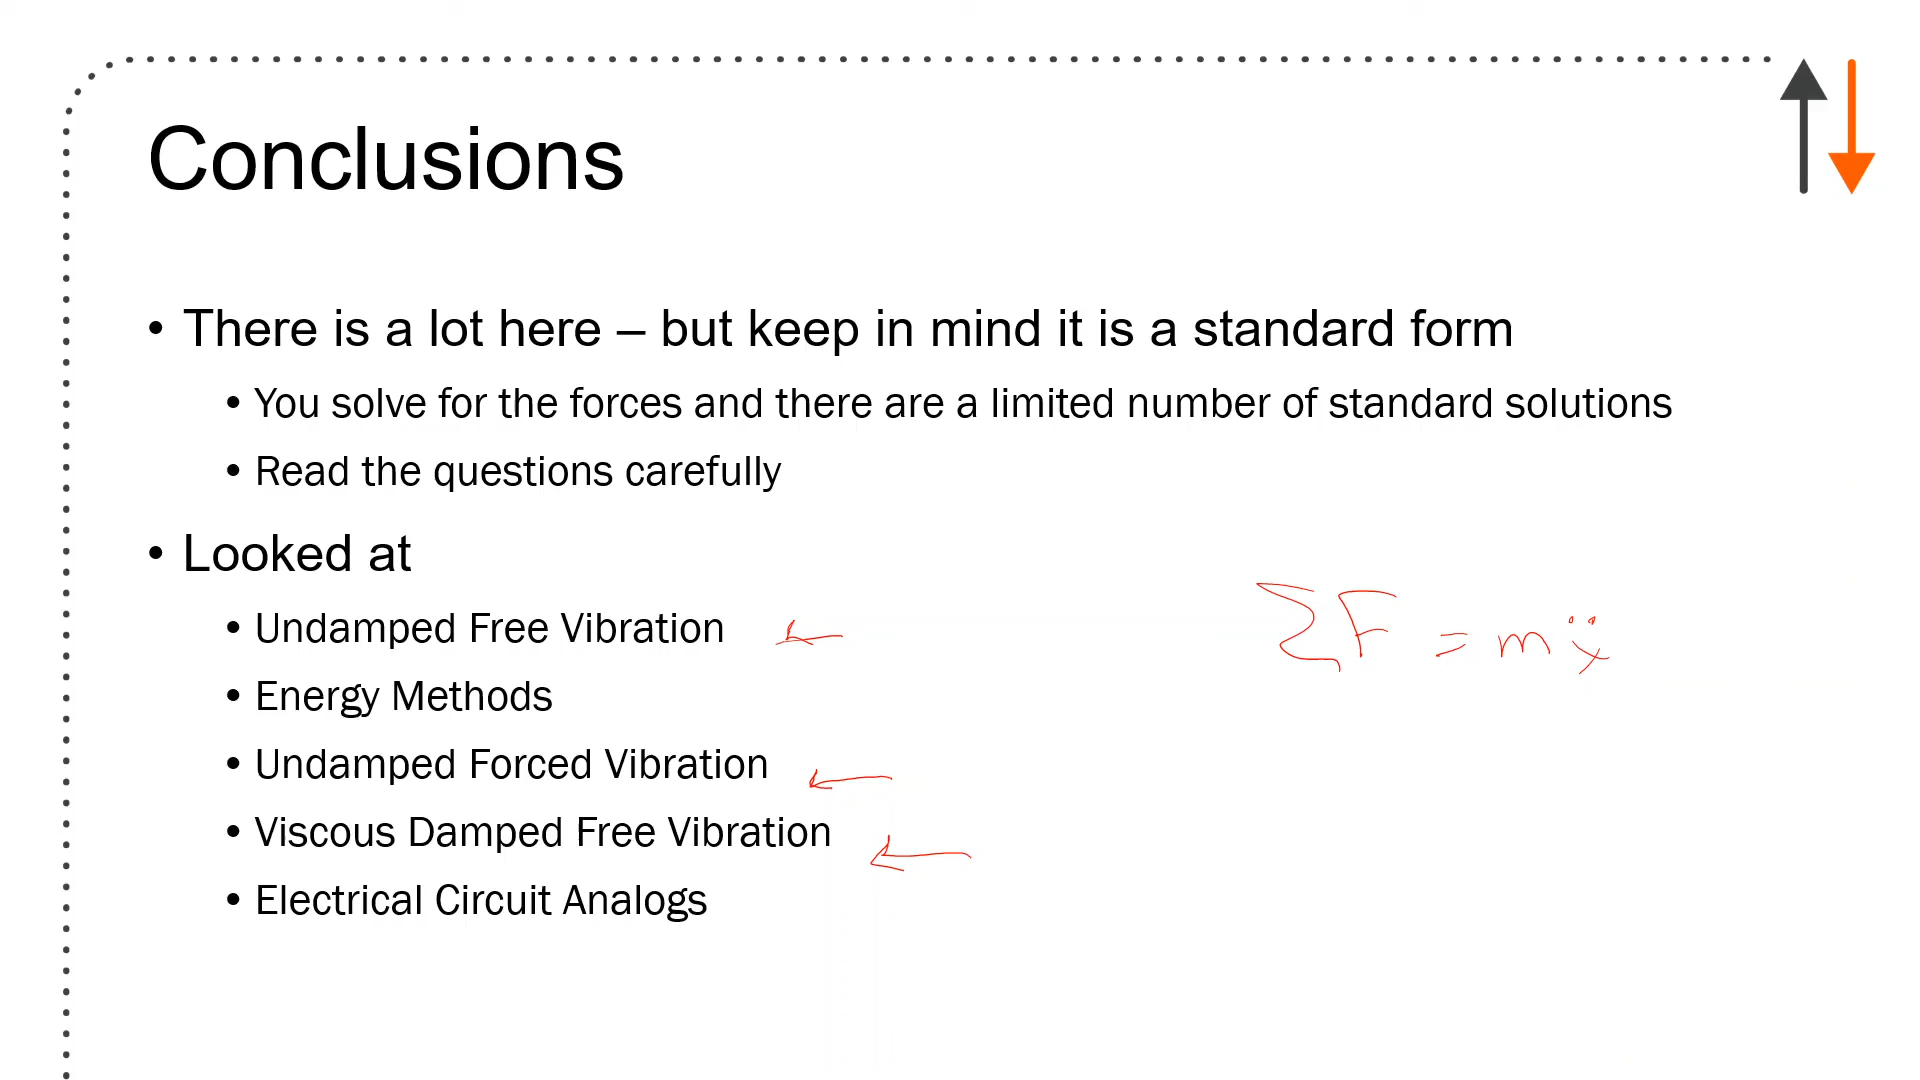 Conclusions
• There is a lot here – but keep in mind it is a standard form
• You solve for the forces and there are a limited number of standard solutions
• Read the questions carefully
• Looked at
• Undamped Free Vibration
ΣF = mẍ
• Energy Methods
• Undamped Forced Vibration
• Viscous Damped Free Vibration
• Electrical Circuit Analogs